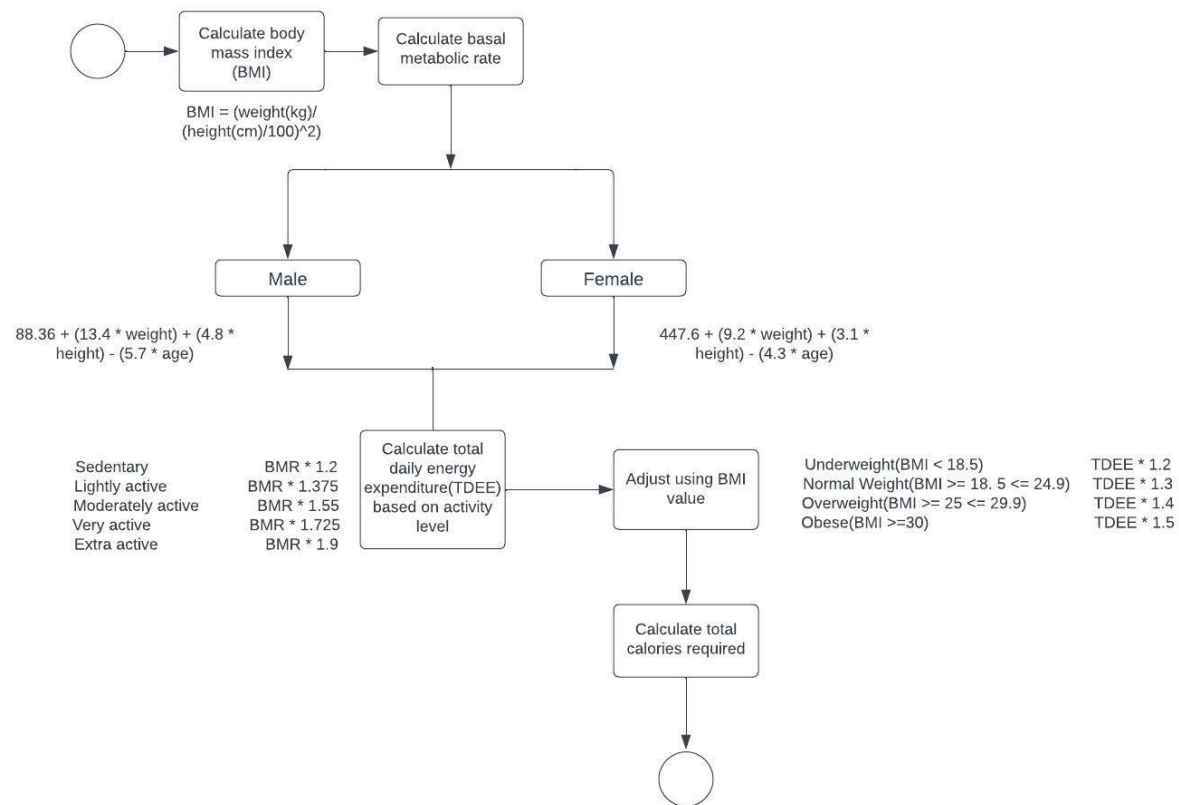 Calculate body
mass index
(BMI)
Calculate basal
metabolic rate
BMI = (weight(kg)/
(height(cm)/100)^2)
Male
Female
88.36 + (13.4 * weight) + (4.8 *
height) - (5.7 * age)
447.6 + (9.2 * weight) + (3.1 *
height) - (4.3 * age)
Sedentary BMR * 1.2
Lightly active BMR * 1.375
Moderately active BMR * 1.55
Very active BMR * 1.725
Extra active BMR * 1.9
Calculate total
daily energy
expenditure(TDEE)
based on activity
level
Adjust using BMI
value
Underweight(BMI < 18.5) TDEE * 1.2
Normal Weight(BMI >= 18. 5 <= 24.9) TDEE * 1.3
Overweight(BMI >= 25 <= 29.9) TDEE * 1.4
Obese(BMI >=30) TDEE * 1.5
Calculate total
calories required